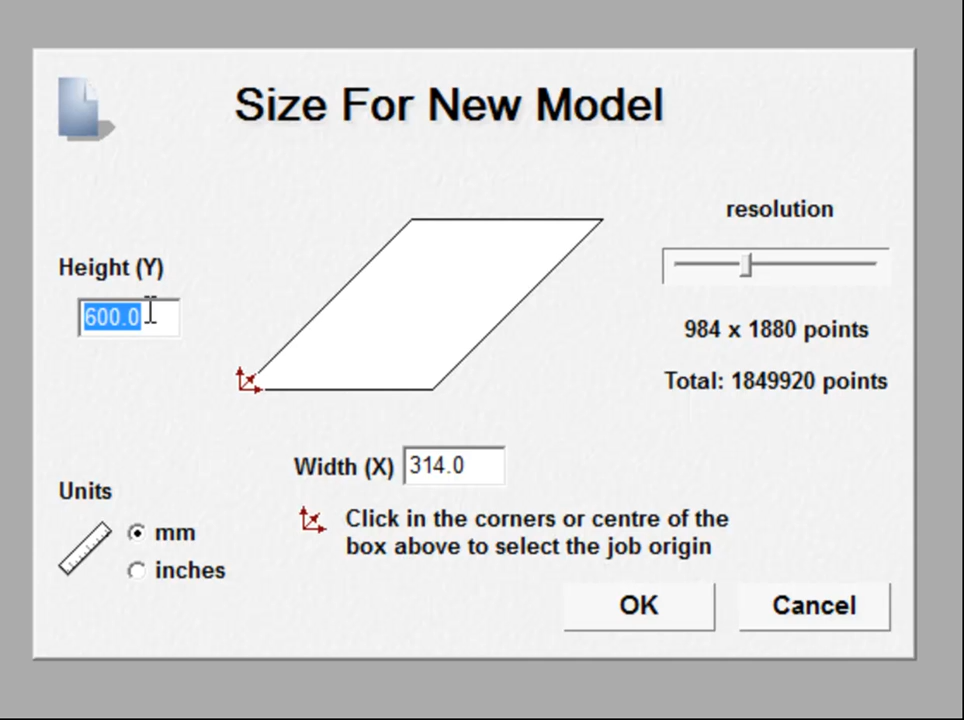 Size For New Model
resolution
Height (Y)
600.0
984 x 1880 points
Total: 1849920 points
Width (X) 314.0
Units
Click in the corners or centre of the
box above to select the job origin
mm
inches
OK
Cancel